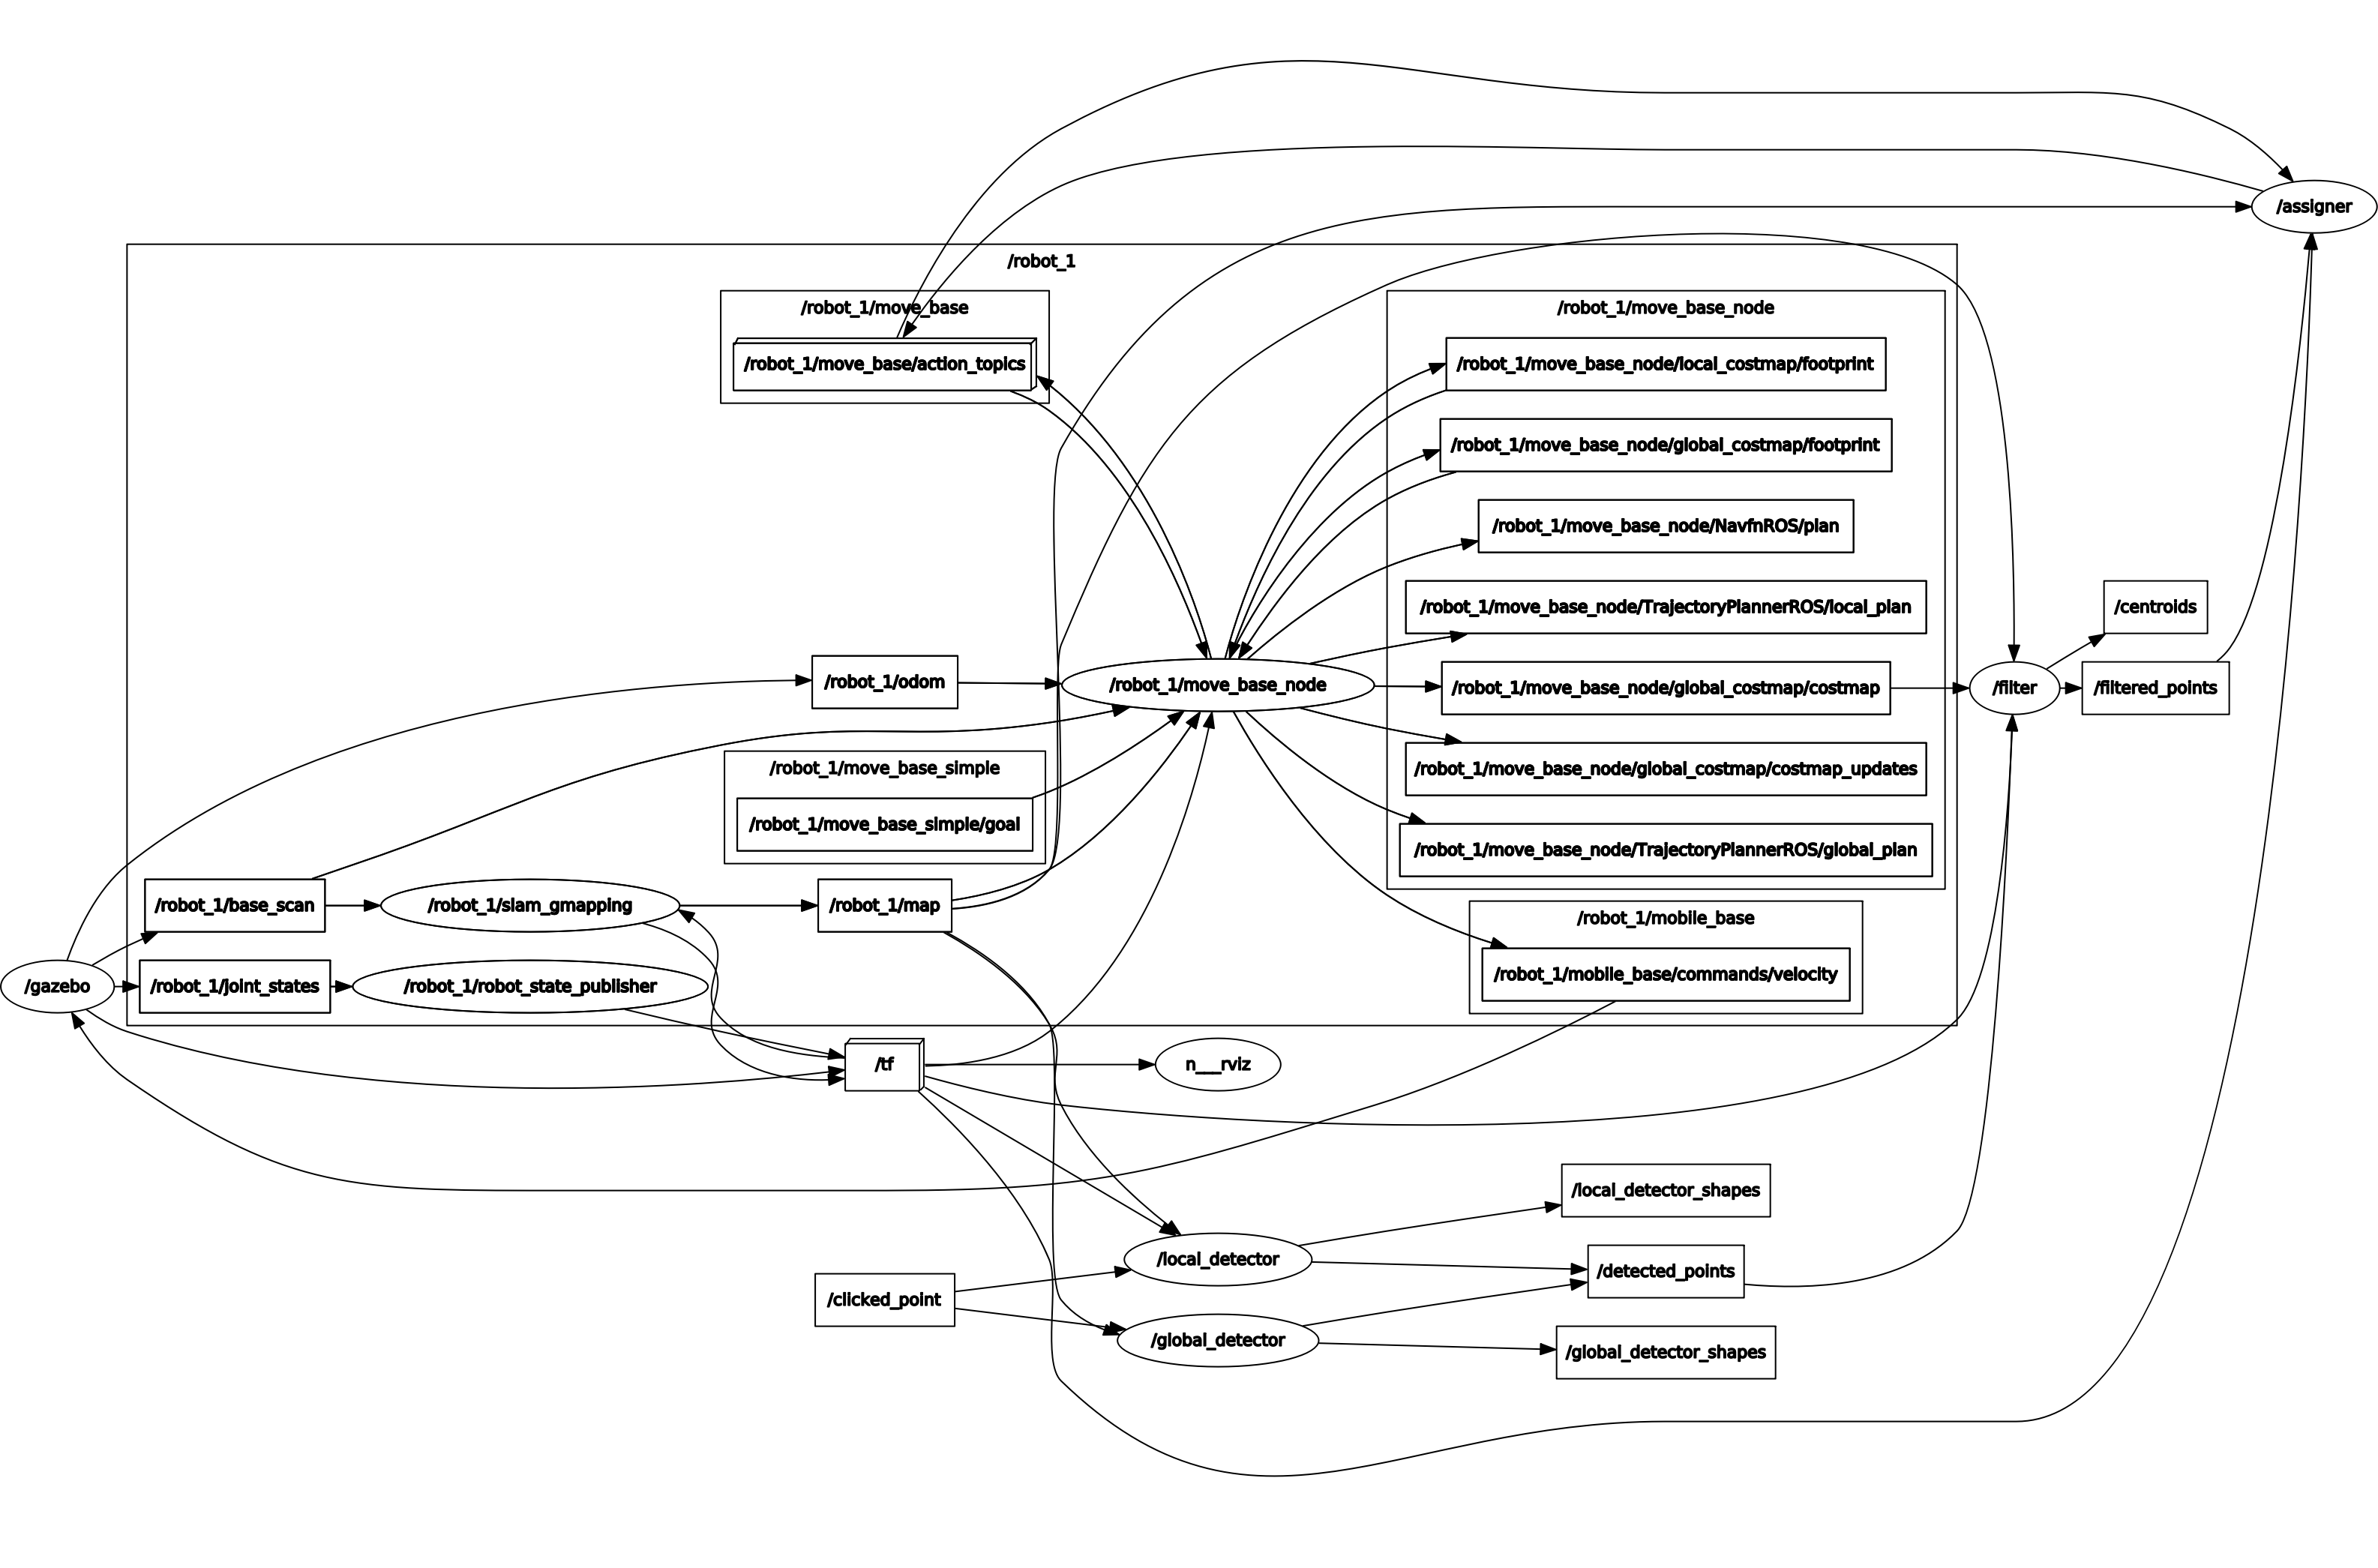 /assigner
/robot_1
/robot_1/move_base
/robot_1/move_base_node
/robot_1/move_base/action_topics
/robot_1/move_base_node/local_costmap/footprint
/robot_1/move_base_node/global_costmap/footprint
/robot_1/move_base_node/NavfnROS/plan
/robot_1/move_base_node/TrajectoryPlannerROS/local_plan
/centroids
/robot_1/odom
/robot_1/move_base_node
/robot_1/move_base_node/global_costmap/costmap
/filter
/filtered_points
/robot_1/move_base_simple
/robot_1/move_base_node/global_costmap/costmap_updates
/robot_1/move_base_simple/goal
/robot_1/move_base_node/TrajectoryPlannerROS/global_plan
/robot_1/base_scan
/robot_1/slam_gmapping
/robot_1/map
/robot_1/mobile_base
/gazebo
/robot_1/joint_states
/robot_1/robot_state_publisher
/robot_1/mobile_base/commands/velocity
/tf
n___rviz
/local_detector_shapes
/local_detector
/detected_points
/clicked_point
/global_detector
/global_detector_shapes